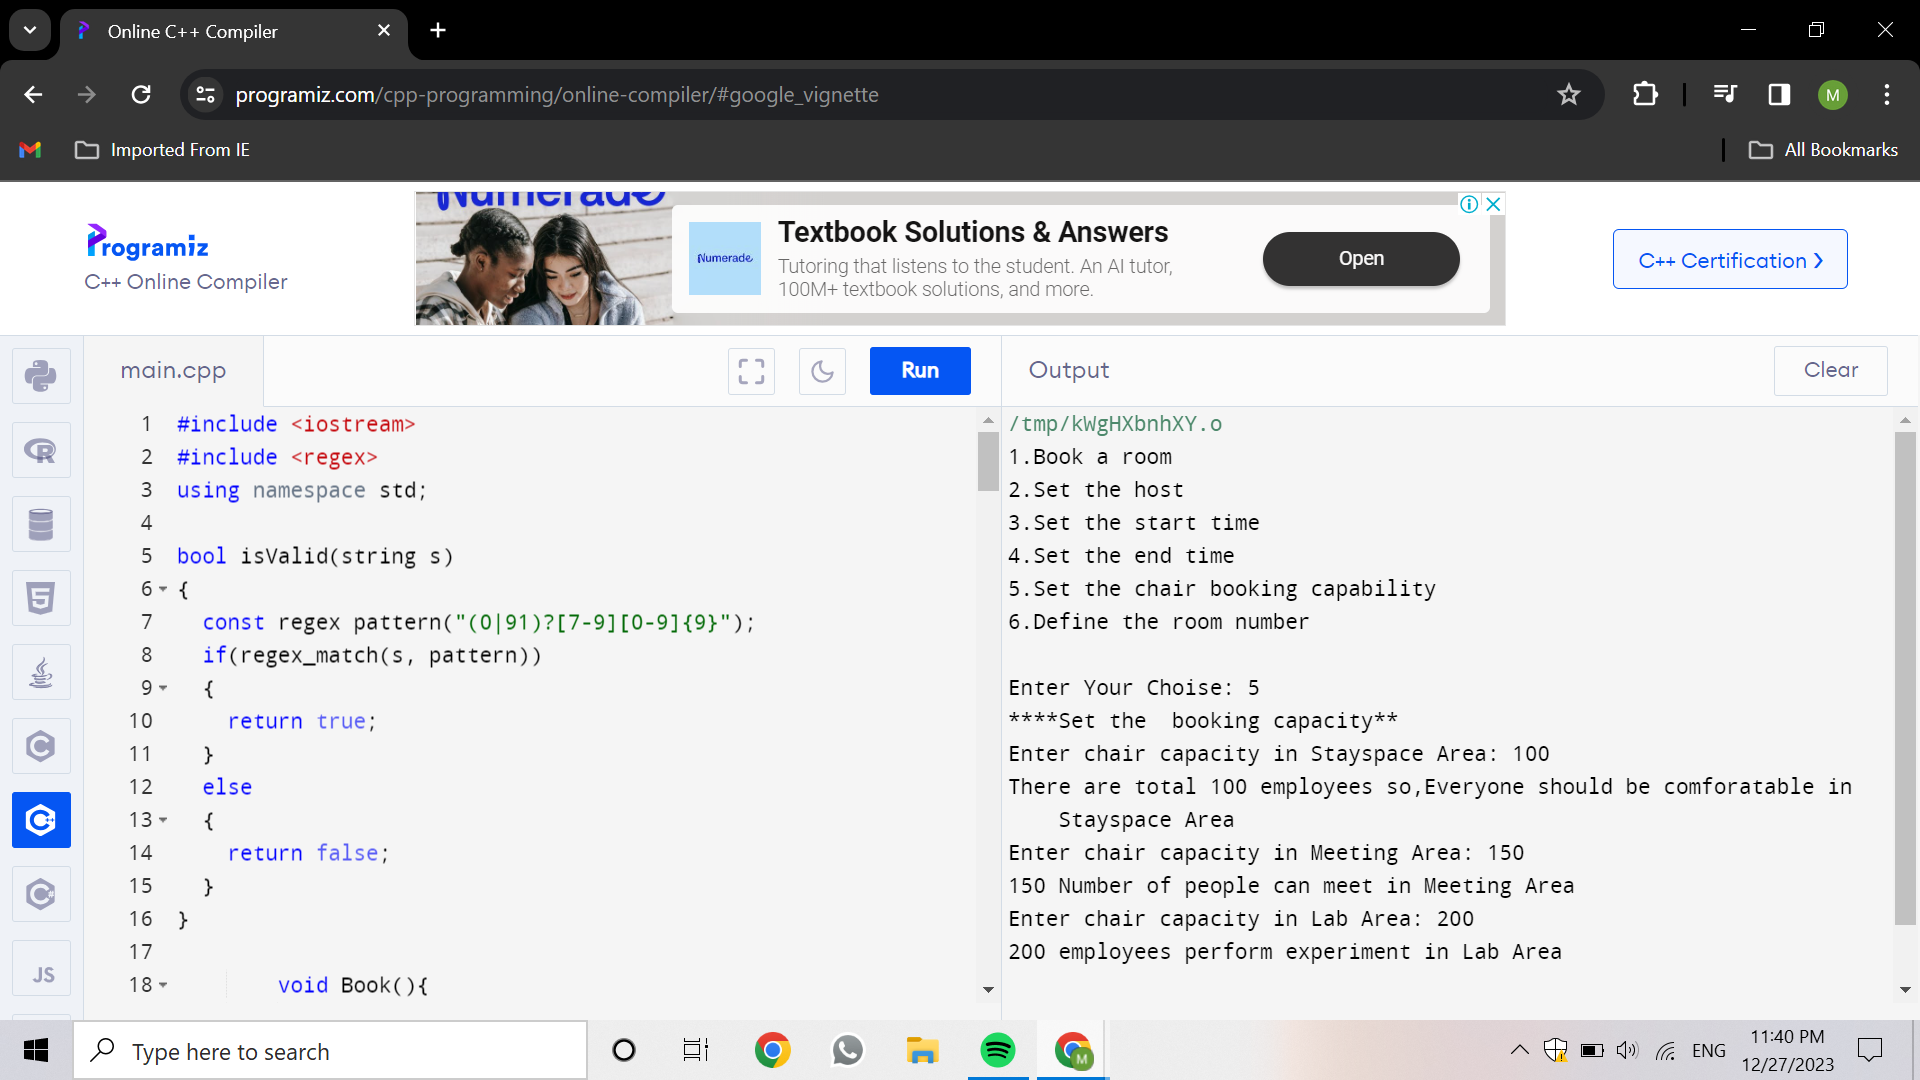 Online C++ Compiler
programiz.com/cpp-programming/online-compiler/#google_vignette
M
Imported From IE
All Bookmarks
Programiz
C++ Online Compiler
Numerade
Numerade
Textbook Solutions & Answers
Tutoring that listens to the student. An AI tutor,
100M+ textbook solutions, and more.
Open
C++ Certification
main.cpp
Run
Output
Clear
1 #include <iostream>
2 #include <regex>
3 using namespace std;
4
5 bool isValid(string s)
6 {
7 const regex pattern("(0|91)?[7-9][0-9]{9}");
8 if(regex_match(s, pattern))
9 {
10 return true;
11 }
12 else
13 {
14 return false;
15 }
16 }
17
18 void Book(){
/tmp/kWgHXbnhXY.o
1.Book a room
2.Set the host
3.Set the start time
4.Set the end time
5.Set the chair booking capability
6.Define the room number
Enter Your Choise: 5
****Set the  booking capacity**
Enter chair capacity in Stayspace Area: 100
There are total 100 employees so,Everyone should be comforatable in
Stayspace Area
Enter chair capacity in Meeting Area: 150
150 Number of people can meet in Meeting Area
Enter chair capacity in Lab Area: 200
200 employees perform experiment in Lab Area
R
5
C
C++
C#
JS
Type here to search
M
ENG
11:40 PM
12/27/2023